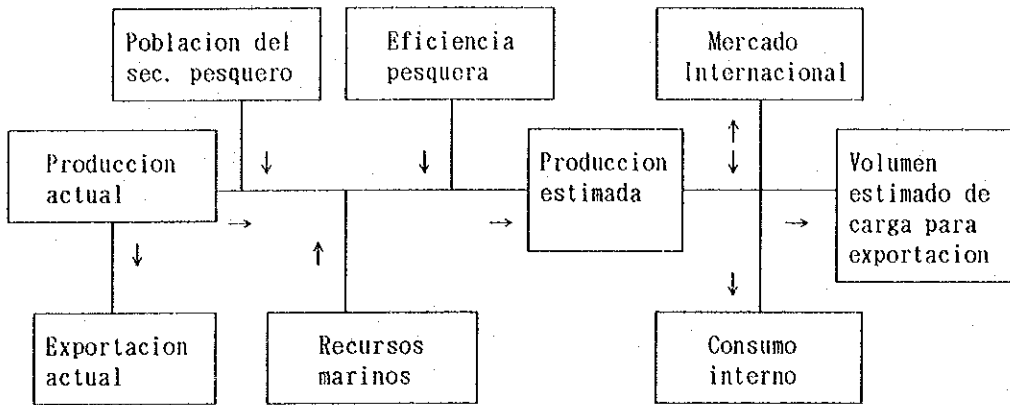 Poblacion del
sec. pesquero
Eficiencia
pesquera
Mercado
Internacional
Produccion
actual
Produccion
estimada
Volumen
estimado de
carga para
exportacion
Exportacion
actual
Recursos
marinos
Consumo
interno